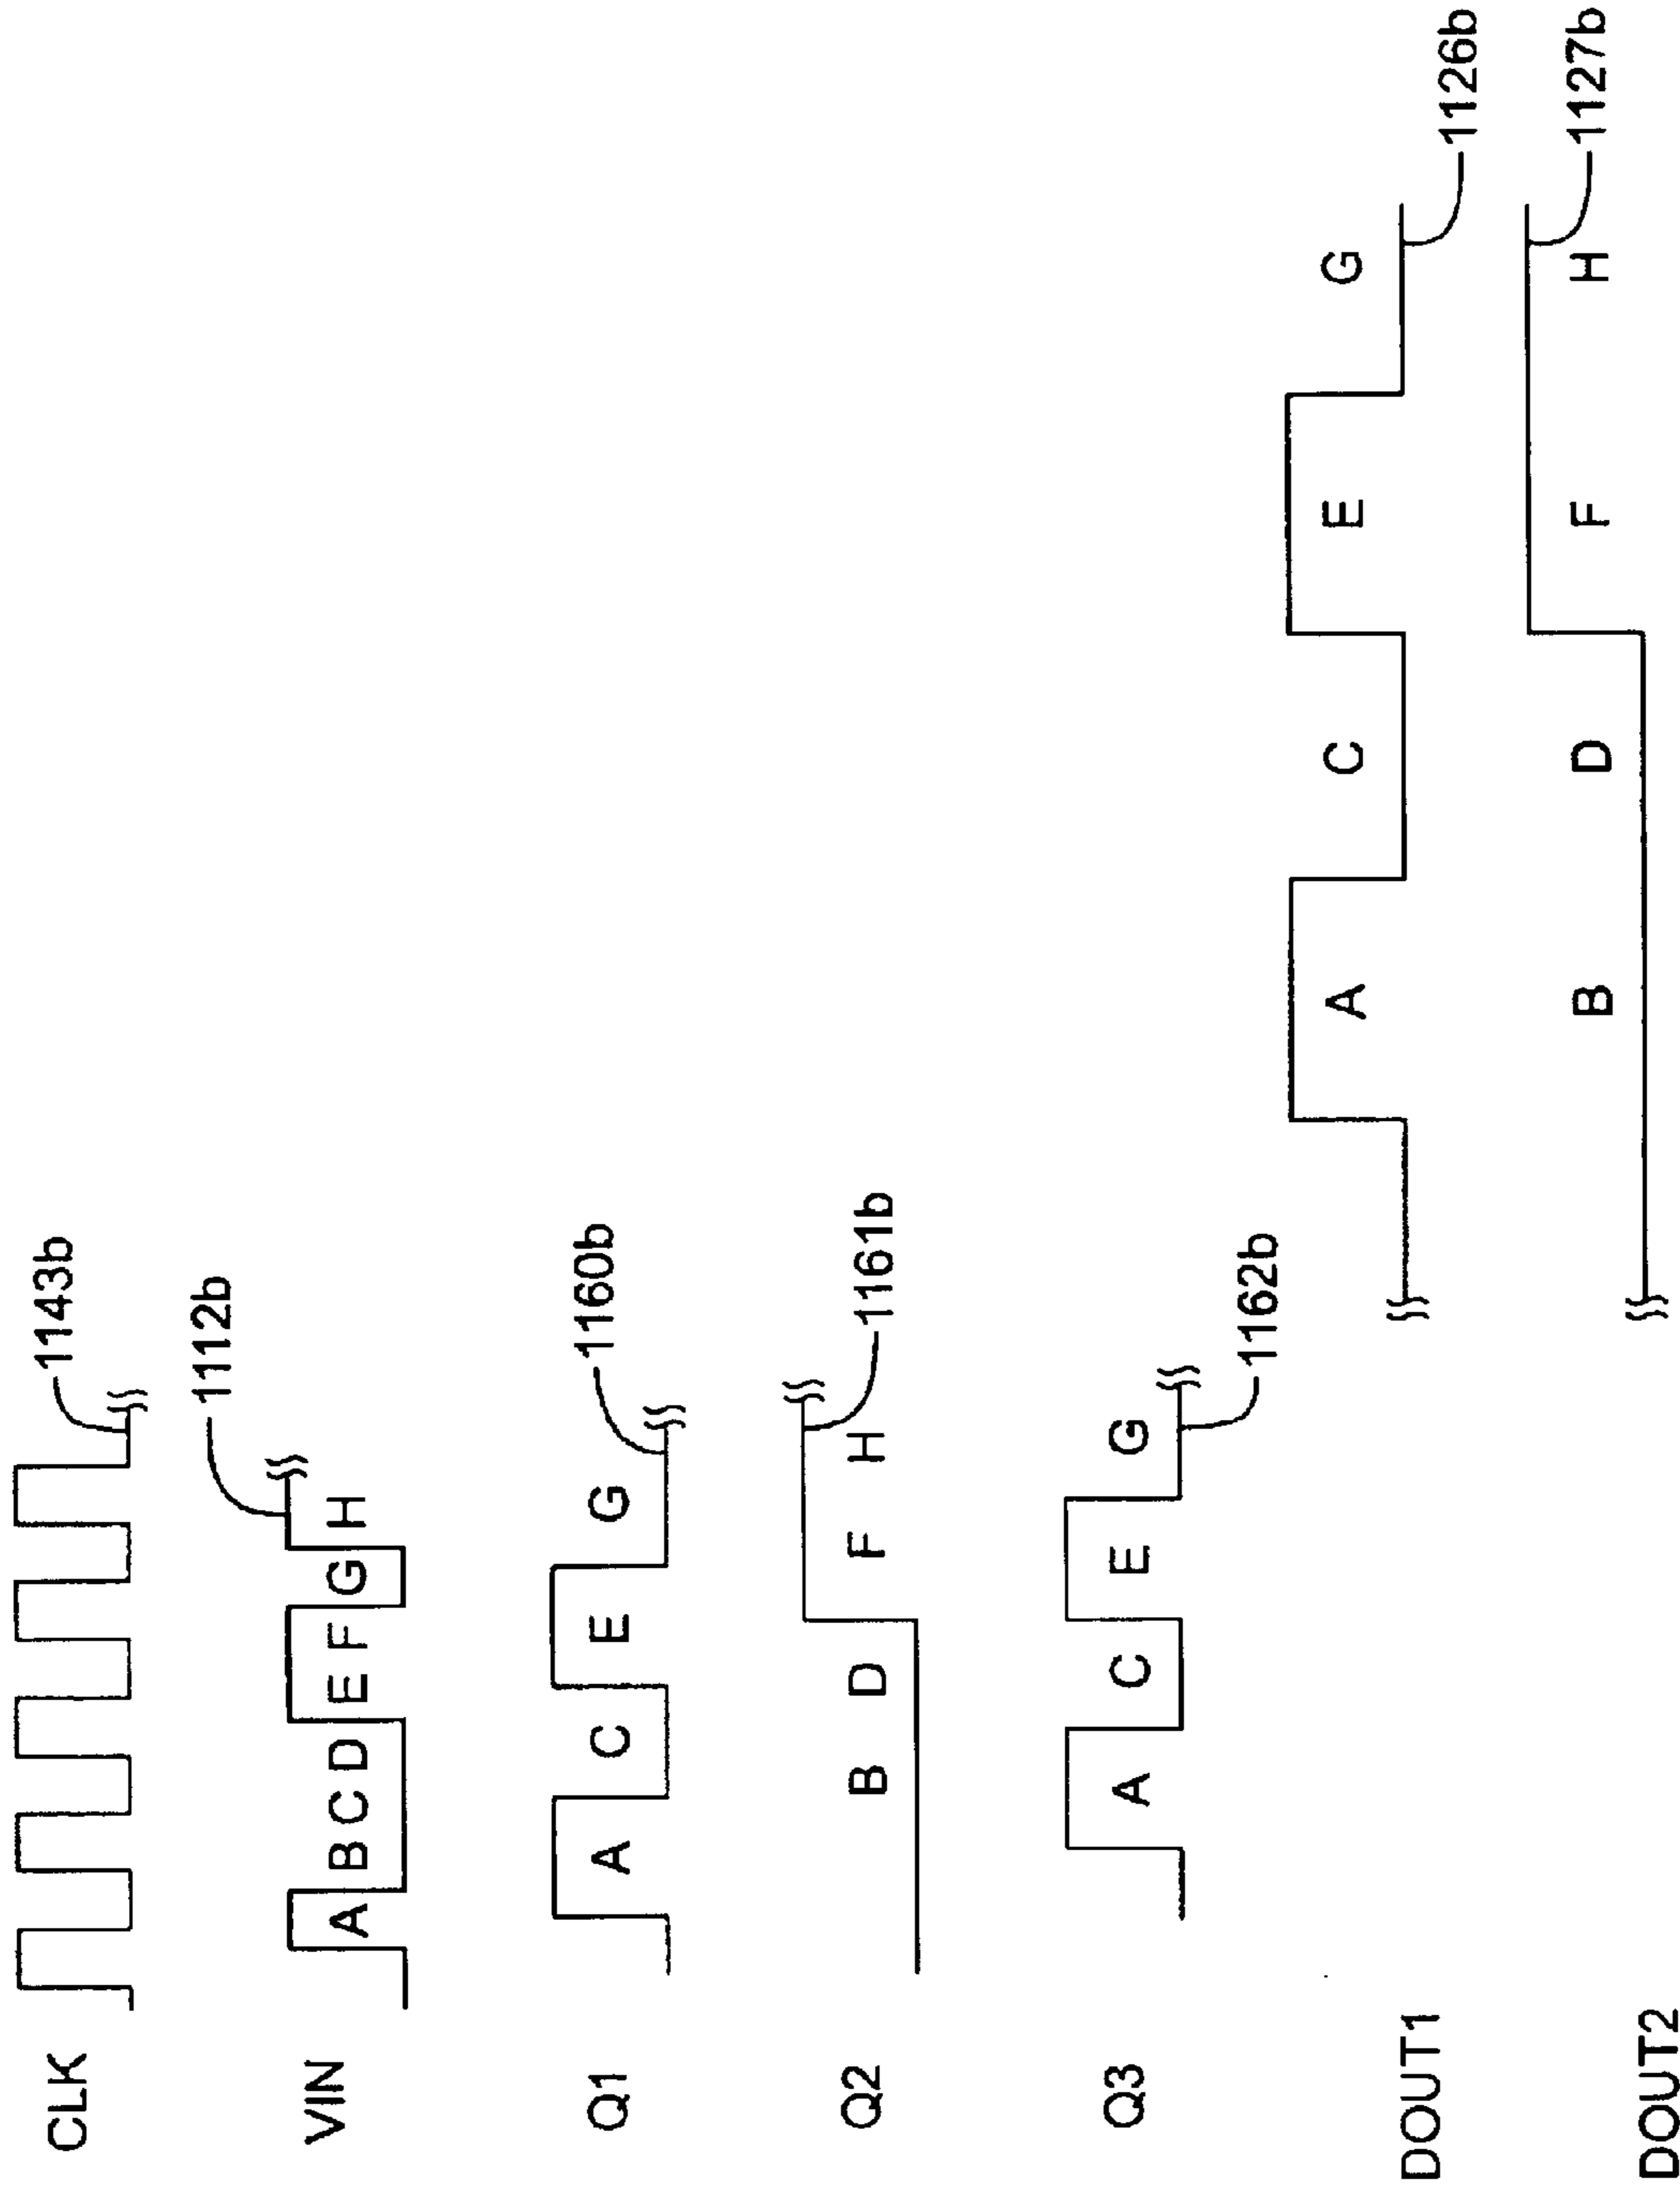 CLK 1143b
VIN A B C D E F G H 1112b
Q1 A C E G 1160b
Q2 B D F H 1161b
Q3 A C E G 1162b
DOUT1 A C E G 1126b
DOUT2 B D F H 1127b